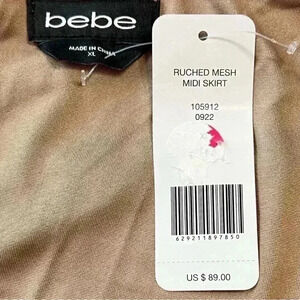 bebe
MADE IN CHINA
XL
RUCHED MESH
MIDI SKIRT
105912
0922
629211897850
US $ 89.00